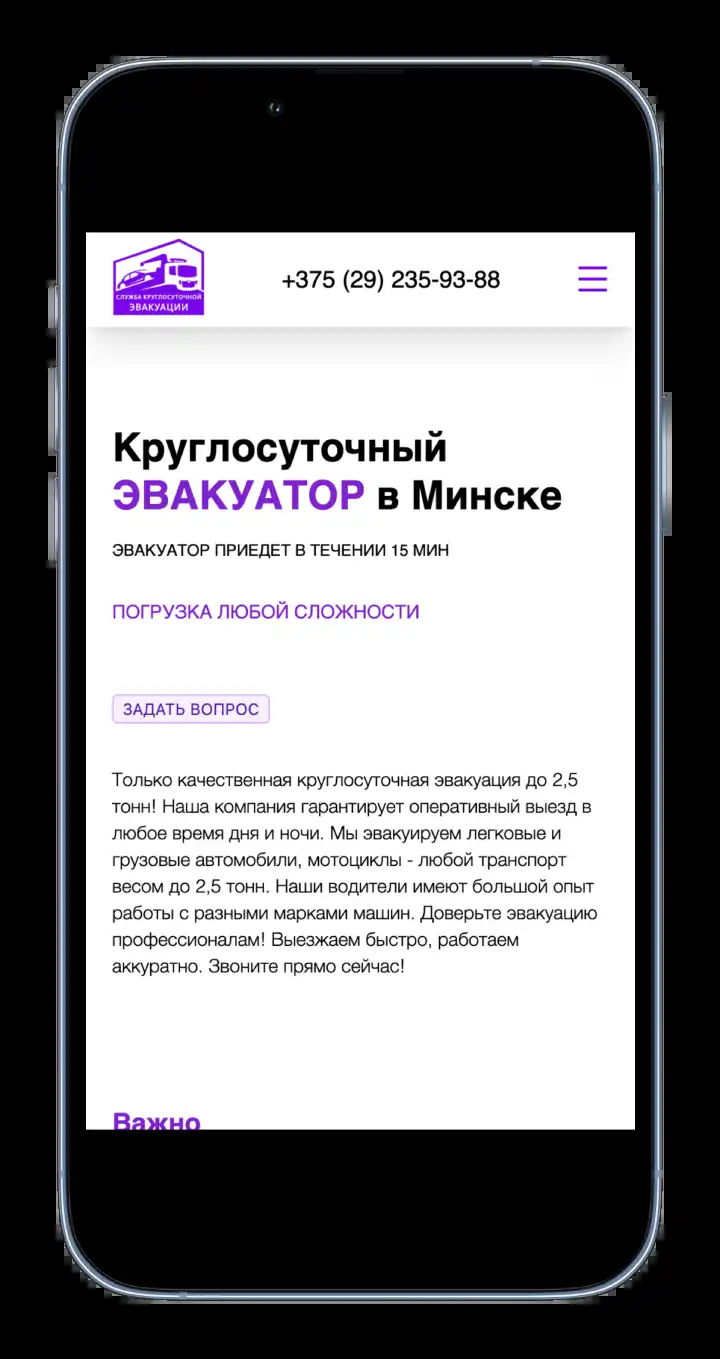 СЛУЖБА КРУГЛОСУТОЧНОЙ
ЭВАКУАЦИИ
+375 (29) 235-93-88
Круглосуточный
ЭВАКУАТОР в Минске
ЭВАКУАТОР ПРИЕДЕТ В ТЕЧЕНИИ 15 МИН
ПОГРУЗКА ЛЮБОЙ СЛОЖНОСТИ
ЗАДАТЬ ВОПРОС
Только качественная круглосуточная эвакуация до 2,5
тонн! Наша компания гарантирует оперативный выезд в
любое время дня и ночи. Мы эвакуируем легковые и
грузовые автомобили, мотоциклы - любой транспорт
весом до 2,5 тонн. Наши водители имеют большой опыт
работы с разными марками машин. Доверьте эвакуацию
профессионалам! Выезжаем быстро, работаем
аккуратно. Звоните прямо сейчас!
Важно